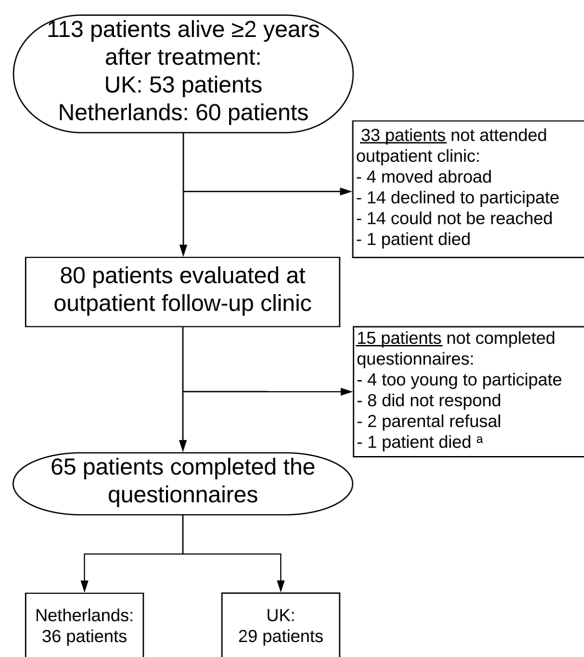 113 patients alive ≥2 years
after treatment:
UK: 53 patients
Netherlands: 60 patients
33 patients not attended
outpatient clinic:
- 4 moved abroad
- 14 declined to participate
- 14 could not be reached
- 1 patient died
80 patients evaluated at
outpatient follow-up clinic
15 patients not completed
questionnaires:
- 4 too young to participate
- 8 did not respond
- 2 parental refusal
- 1 patient died ª
65 patients completed the
questionnaires
Netherlands:
36 patients
UK:
29 patients